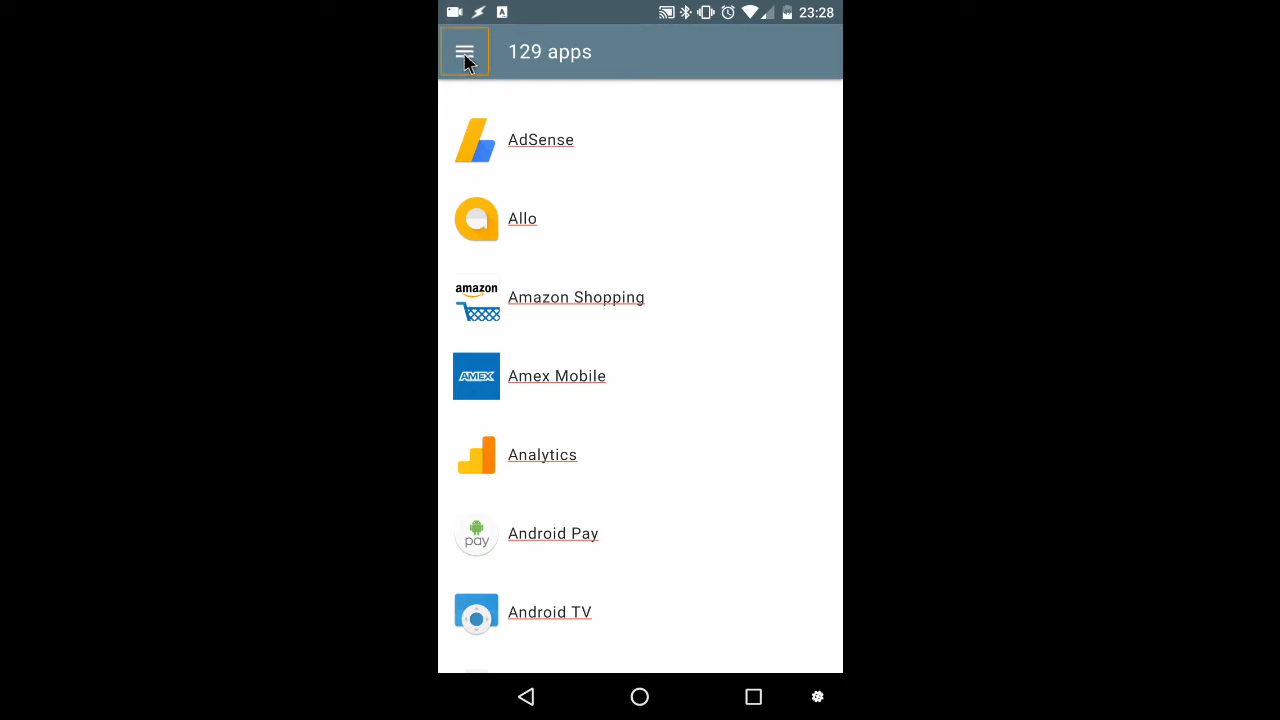 23:28
129 apps
AdSense
Allo
amazon
Amazon Shopping
AMEX
Amex Mobile
Analytics
pay
Android Pay
Android TV